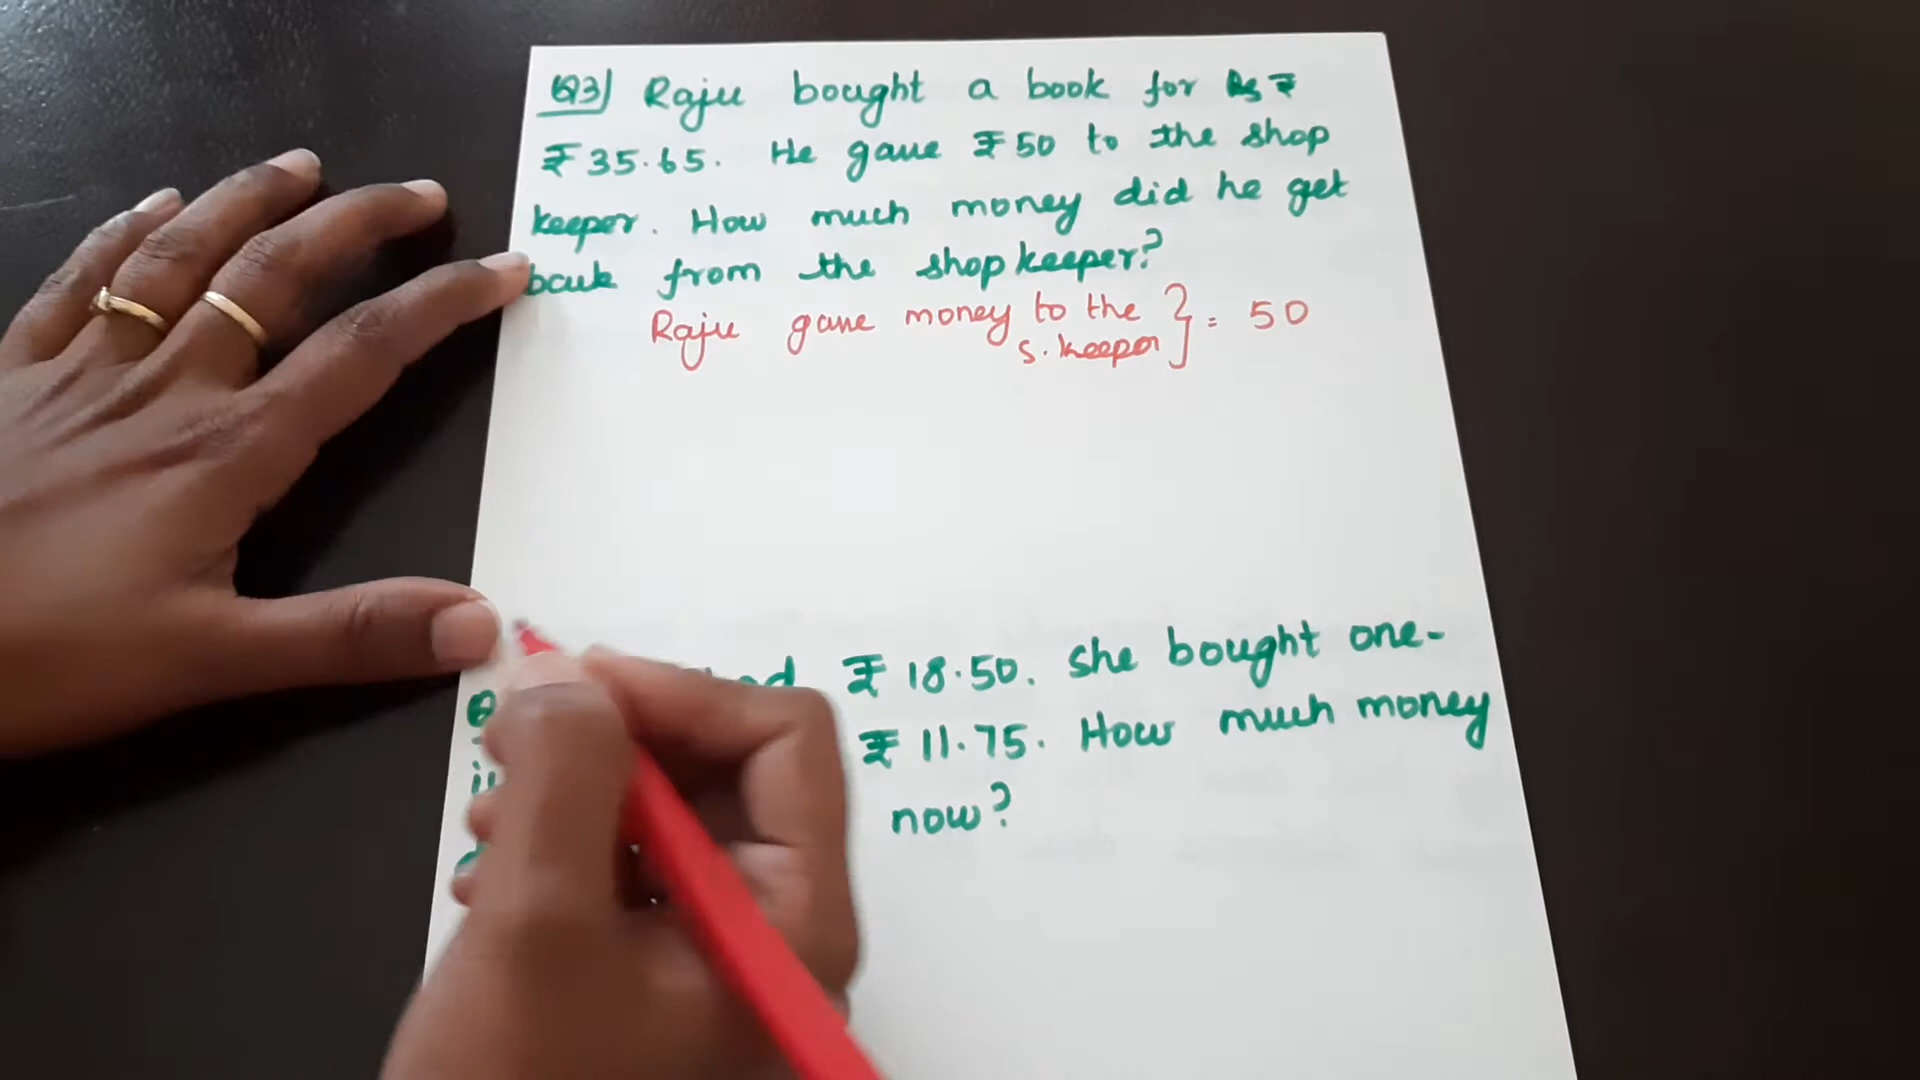 Q3) Raju bought a book for ₹
₹ 35.65. He gave ₹ 50 to the shop
keeper. How much money did he get
back from the shopkeeper?
Raju gave money to the
s. keeper } = 50
₹ 18.50. She bought one-
₹ 11.75. How much money
now?